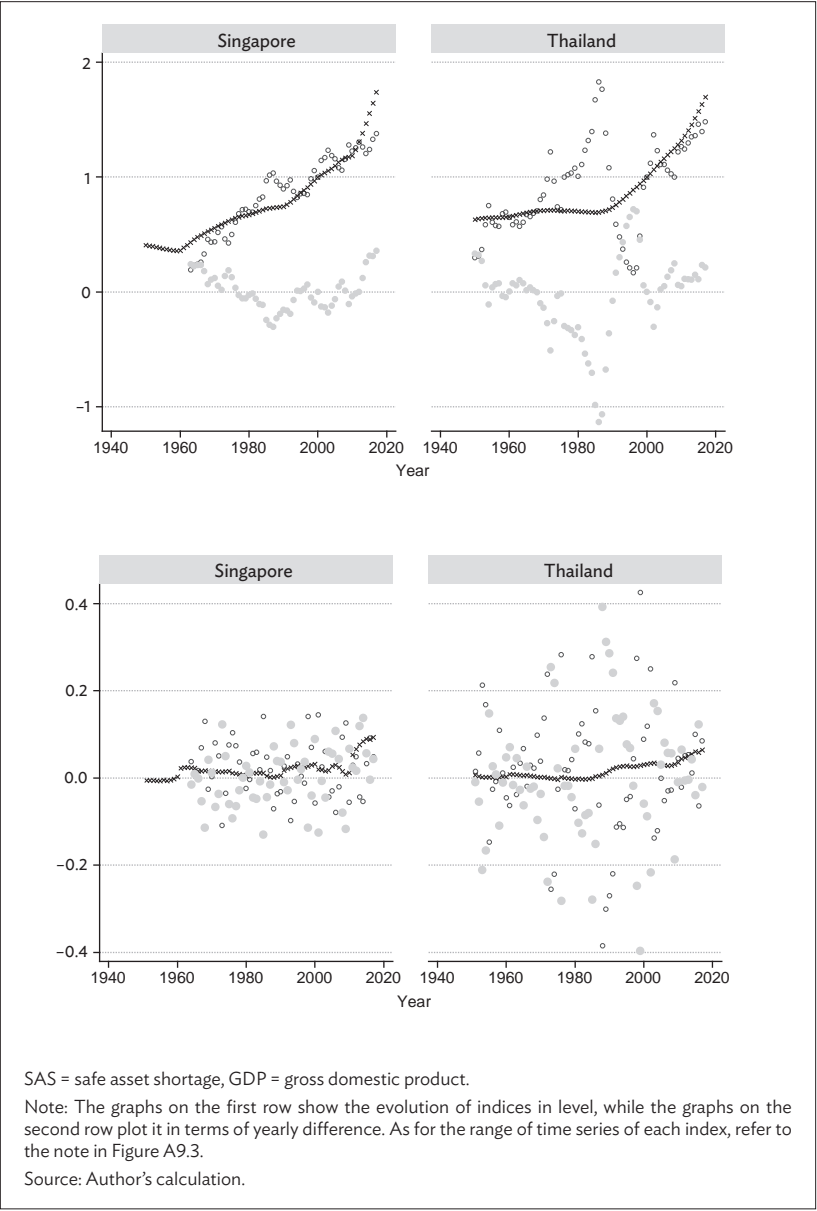 Singapore Thailand
2
1
0
−1
1940 1960 1980 2000 2020 1940 1960 1980 2000 2020
Year
Singapore Thailand
0.4
0.2
0.0
−0.2
−0.4
1940 1960 1980 2000 2020 1940 1960 1980 2000 2020
Year
SAS = safe asset shortage, GDP = gross domestic product.
Note: The graphs on the first row show the evolution of indices in level, while the graphs on the
second row plot it in terms of yearly difference. As for the range of time series of each index, refer to
the note in Figure A9.3.
Source: Author’s calculation.